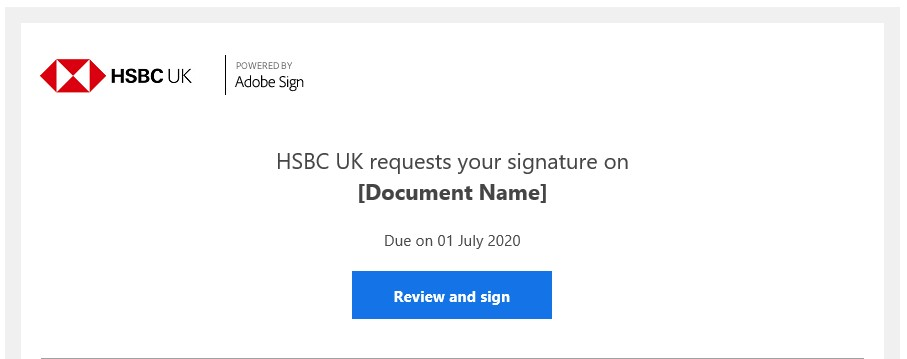 HSBC UK
POWERED BY
Adobe Sign
HSBC UK requests your signature on
[Document Name]
Due on 01 July 2020
Review and sign